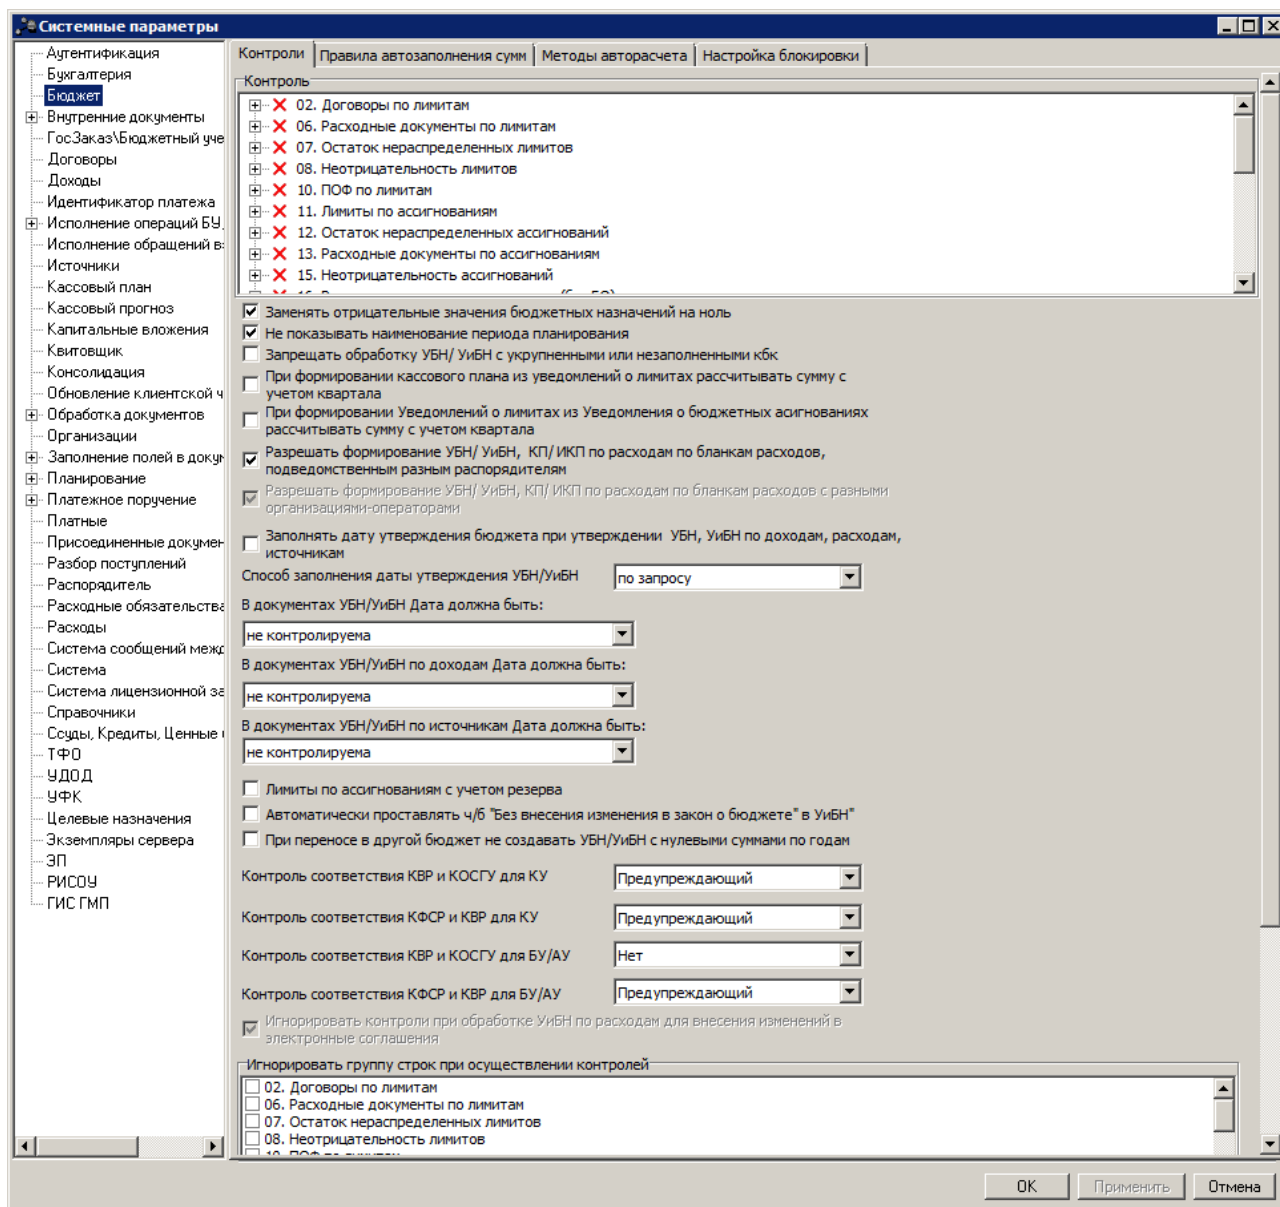 Системные параметры
Аутентификация
Бухгалтерия
Бюджет
Внутренние документы
ГосЗаказ\Бюджетный уче
Договоры
Доходы
Идентификатор платежа
Исполнение операций БУ,
Исполнение обращений вз
Источники
Кассовый план
Кассовый прогноз
Капитальные вложения
Квитовщик
Консолидация
Обновление клиентской ч
Обработка документов
Организации
Заполнение полей в докум
Планирование
Платежное поручение
Платные
Присоединенные докумен
Разбор поступлений
Распорядитель
Расходные обязательства
Расходы
Система сообщений межд
Система
Система лицензионной за
Справочники
Ссуды, Кредиты, Ценные
ТФО
УДОД
УФК
Целевые назначения
Экземпляры сервера
ЭП
РИСОУ
ГИС ГМП
Контроли
Правила автозаполнения сумм
Методы авторасчета
Настройка блокировки
Контроль
02. Договоры по лимитам
06. Расходные документы по лимитам
07. Остаток нераспределенных лимитов
08. Неотрицательность лимитов
10. ПОФ по лимитам
11. Лимиты по ассигнованиям
12. Остаток нераспределенных ассигнований
13. Расходные документы по ассигнованиям
15. Неотрицательность ассигнований
Заменять отрицательные значения бюджетных назначений на ноль
Не показывать наименование периода планирования
Запрещать обработку УБН/ УиБН с укрупненными или незаполненными кбк
При формировании кассового плана из уведомлений о лимитах рассчитывать сумму с
учетом квартала
При формировании Уведомлений о лимитах из Уведомления о бюджетных асигнованиях
рассчитывать сумму с учетом квартала
Разрешать формирование УБН/ УиБН, КП/ ИКП по расходам по бланкам расходов,
подведомственным разным распорядителям
Разрешать формирование УБН/ УиБН, КП/ ИКП по расходам по бланкам расходов с разными
организациями-операторами
Заполнять дату утверждения бюджета при утверждении УБН, УиБН по доходам, расходам,
источникам
Способ заполнения даты утверждения УБН/УиБН
по запросу
В документах УБН/УиБН Дата должна быть:
не контролируема
В документах УБН/УиБН по доходам Дата должна быть:
не контролируема
В документах УБН/УиБН по источникам Дата должна быть:
не контролируема
Лимиты по ассигнованиям с учетом резерва
Автоматически проставлять ч/б "Без внесения изменения в закон о бюджете" в УиБН"
При переносе в другой бюджет не создавать УБН/УиБН с нулевыми суммами по годам
Контроль соответствия КВР и КОСГУ для КУ
Предупреждающий
Контроль соответствия КФСР и КВР для КУ
Предупреждающий
Контроль соответствия КВР и КОСГУ для БУ/АУ
Нет
Контроль соответствия КФСР и КВР для БУ/АУ
Предупреждающий
Игнорировать контроли при обработке УиБН по расходам для внесения изменений в
электронные соглашения
Игнорировать группу строк при осуществлении контролей
02. Договоры по лимитам
06. Расходные документы по лимитам
07. Остаток нераспределенных лимитов
08. Неотрицательность лимитов
OK
Применить
Отмена